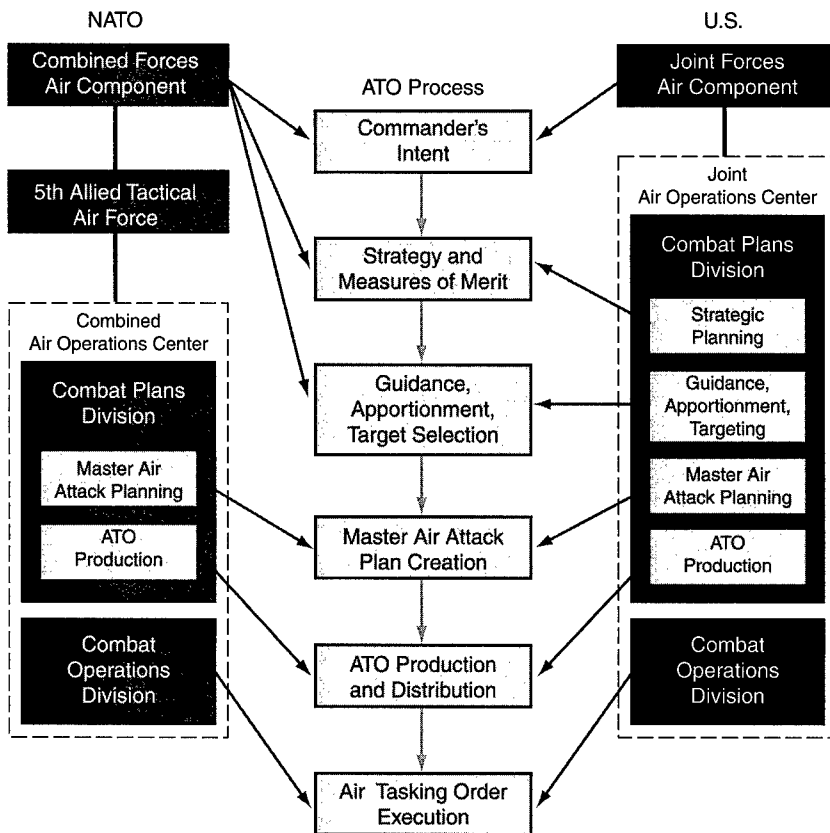 NATO
Combined Forces
Air Component
5th Allied Tactical
Air Force
Combined
Air Operations Center
Combat Plans
Division
Master Air
Attack Planning
ATO
Production
Combat
Operations
Division
ATO Process
Commander's
Intent
Strategy and
Measures of Merit
Guidance,
Apportionment,
Target Selection
Master Air Attack
Plan Creation
ATO Production
and Distribution
Air Tasking Order
Execution
U.S.
Joint Forces
Air Component
Joint
Air Operations Center
Combat Plans
Division
Strategic
Planning
Guidance,
Apportionment,
Targeting
Master Air
Attack Planning
ATO
Production
Combat
Operations
Division